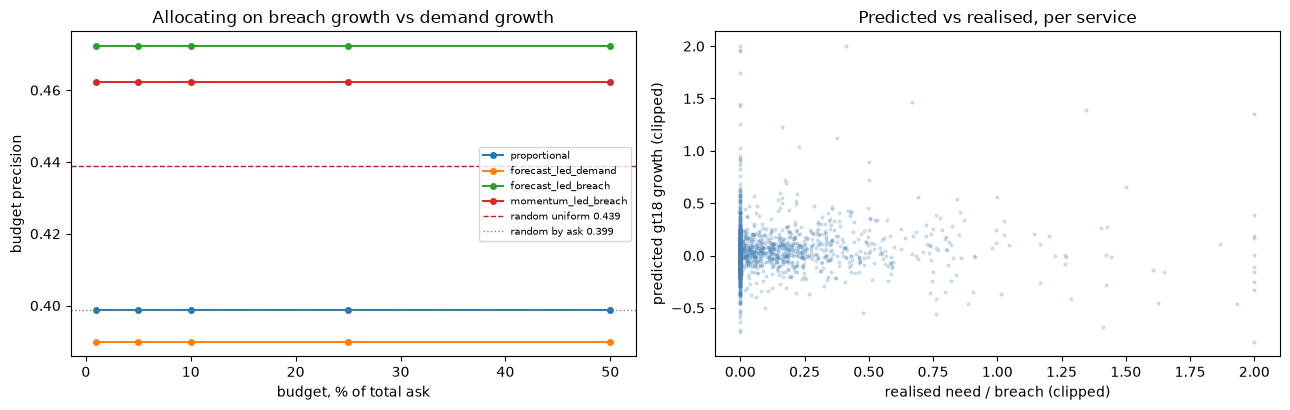 Allocating on breach growth vs demand growth
budget precision
0.46
0.44
0.42
0.40
proportional
forecast_led_demand
forecast_led_breach
momentum_led_breach
random uniform 0.439
random by ask 0.399
0
10
20
30
40
50
budget, % of total ask
Predicted vs realised, per service
predicted gt18 growth (clipped)
2.0
1.5
1.0
0.5
0.0
−0.5
0.00
0.25
0.50
0.75
1.00
1.25
1.50
1.75
2.00
realised need / breach (clipped)